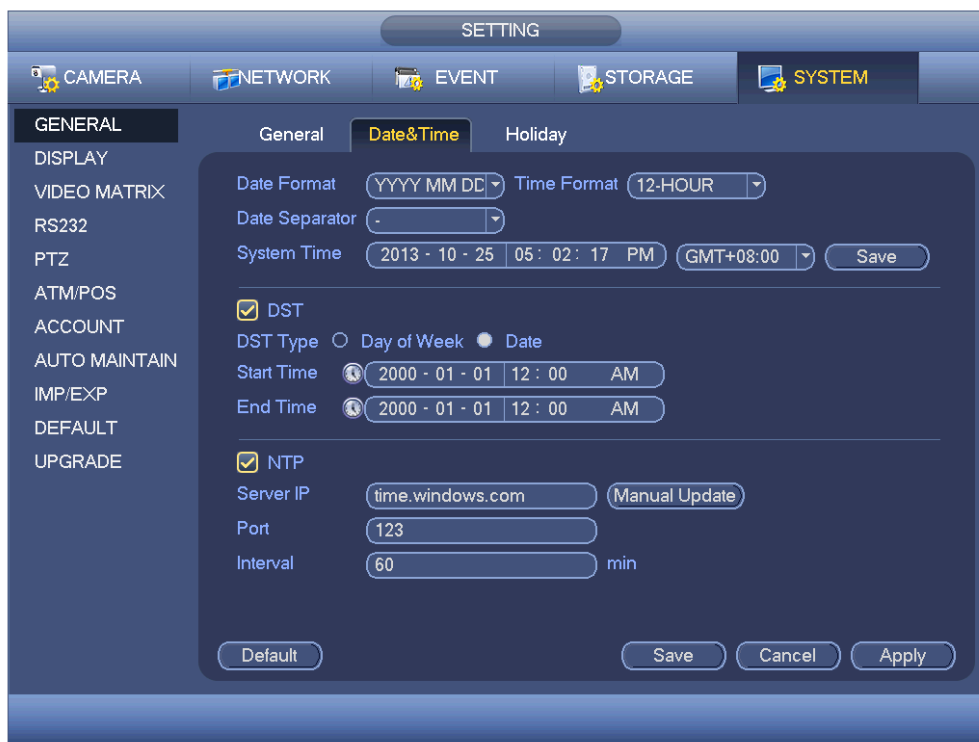 SETTING
CAMERA NETWORK EVENT STORAGE SYSTEM
GENERAL
DISPLAY
VIDEO MATRIX
RS232
PTZ
ATM/POS
ACCOUNT
AUTO MAINTAIN
IMP/EXP
DEFAULT
UPGRADE
General Date&Time Holiday
Date Format YYYY MM DD Time Format 12-HOUR
Date Separator -
System Time 2013 - 10 - 25 05 : 02 : 17 PM GMT+08:00 Save
DST
DST Type Day of Week Date
Start Time 2000 - 01 - 01 12 : 00 AM
End Time 2000 - 01 - 01 12 : 00 AM
NTP
Server IP time.windows.com Manual Update
Port 123
Interval 60 min
Default Save Cancel Apply